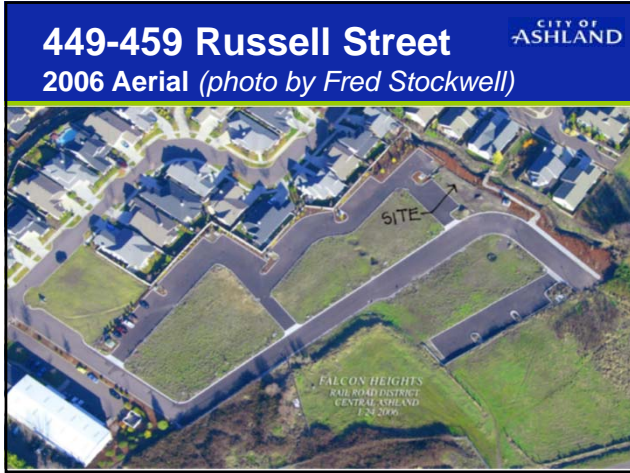 449-459 Russell Street
2006 Aerial (photo by Fred Stockwell)
CITY OF
ASHLAND
SITE
FALCON HEIGHTS
RAIL ROAD DISTRICT
CENTRAL ASHLAND
1 24 2006